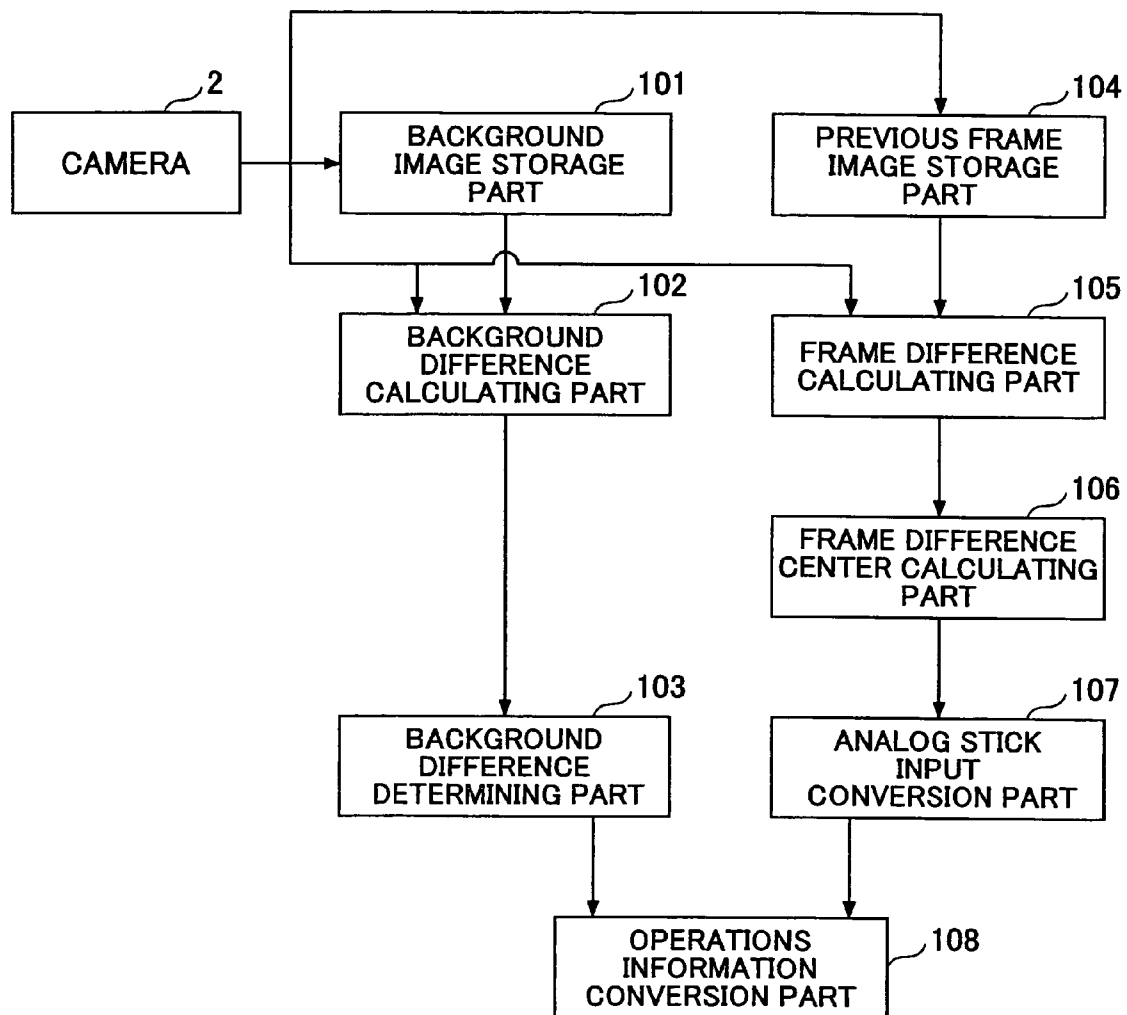 2
CAMERA
101
BACKGROUND
IMAGE STORAGE
PART
104
PREVIOUS FRAME
IMAGE STORAGE
PART
102
BACKGROUND
DIFFERENCE
CALCULATING PART
105
FRAME DIFFERENCE
CALCULATING PART
106
FRAME DIFFERENCE
CENTER CALCULATING
PART
103
BACKGROUND
DIFFERENCE
DETERMINING PART
107
ANALOG STICK
INPUT
CONVERSION PART
108
OPERATIONS
INFORMATION
CONVERSION PART